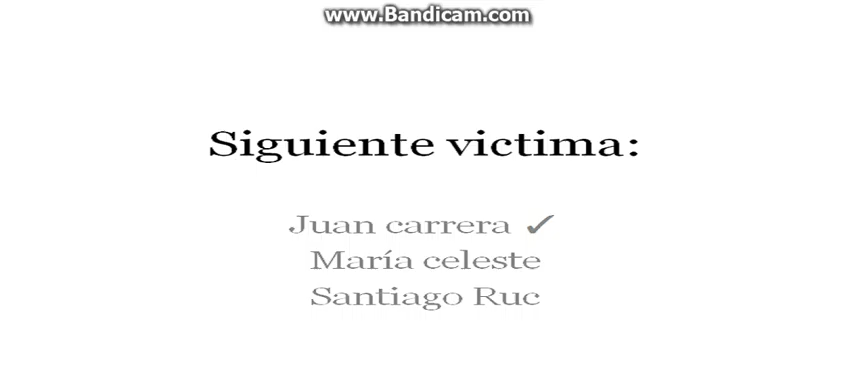 www.Bandicam.com
Siguiente victima:
Juan carrera ✓
María celeste
Santiago Ruc